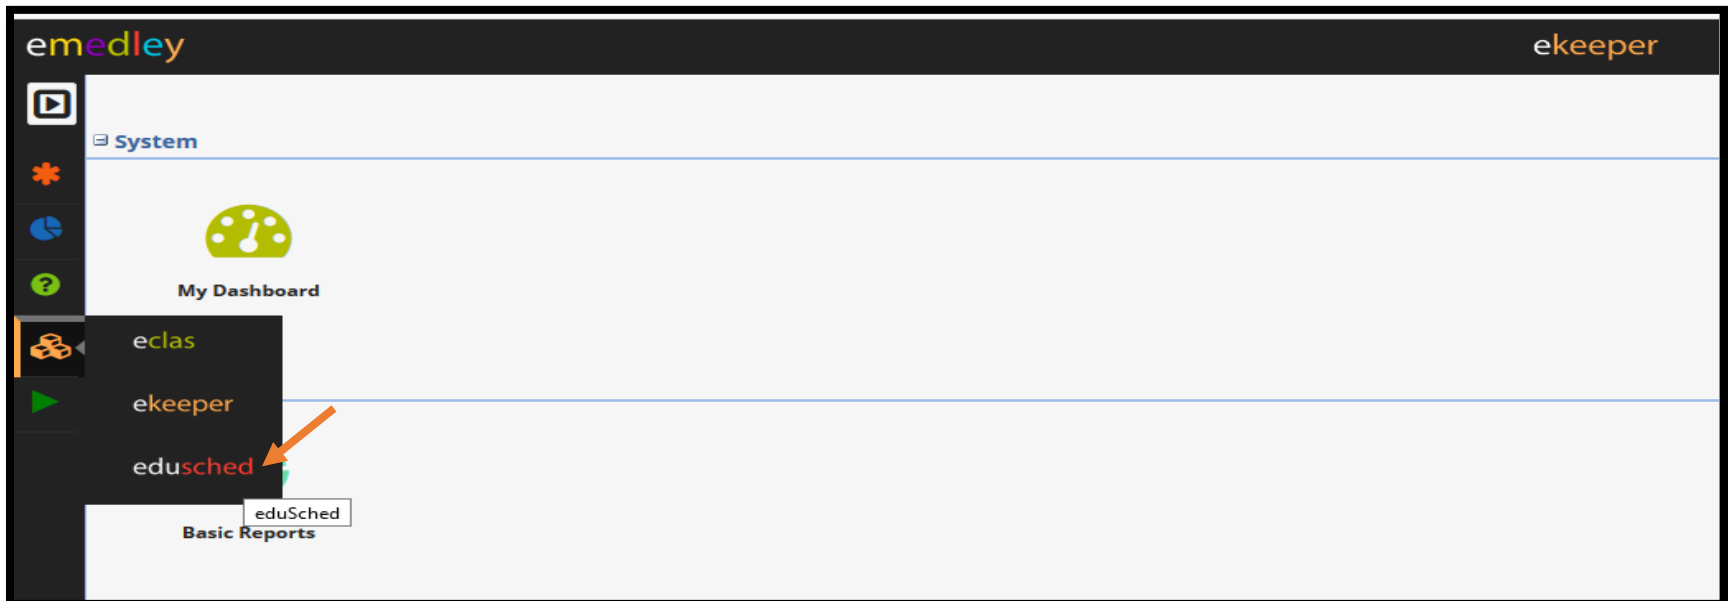 emedley
ekeeper
System
My Dashboard
eclas
ekeeper
edusched
eduSched
Basic Reports